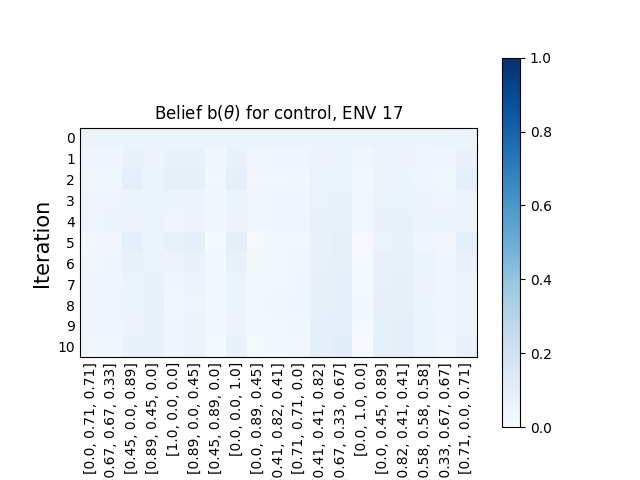 Belief b(θ) for control, ENV 17
1.0
0.8
0.6
0.4
0.2
0.0
Iteration
0
1
2
3
4
5
6
7
8
9
10
[0.0, 0.71, 0.71]
0.67, 0.67, 0.33]
[0.45, 0.0, 0.89]
[0.89, 0.45, 0.0]
[1.0, 0.0, 0.0]
[0.89, 0.0, 0.45]
[0.45, 0.89, 0.0]
[0.0, 0.0, 1.0]
[0.0, 0.89, 0.45]
0.41, 0.82, 0.41]
[0.71, 0.71, 0.0]
0.41, 0.41, 0.82]
0.67, 0.33, 0.67]
[0.0, 1.0, 0.0]
[0.0, 0.45, 0.89]
0.82, 0.41, 0.41]
0.58, 0.58, 0.58]
0.33, 0.67, 0.67]
[0.71, 0.0, 0.71]